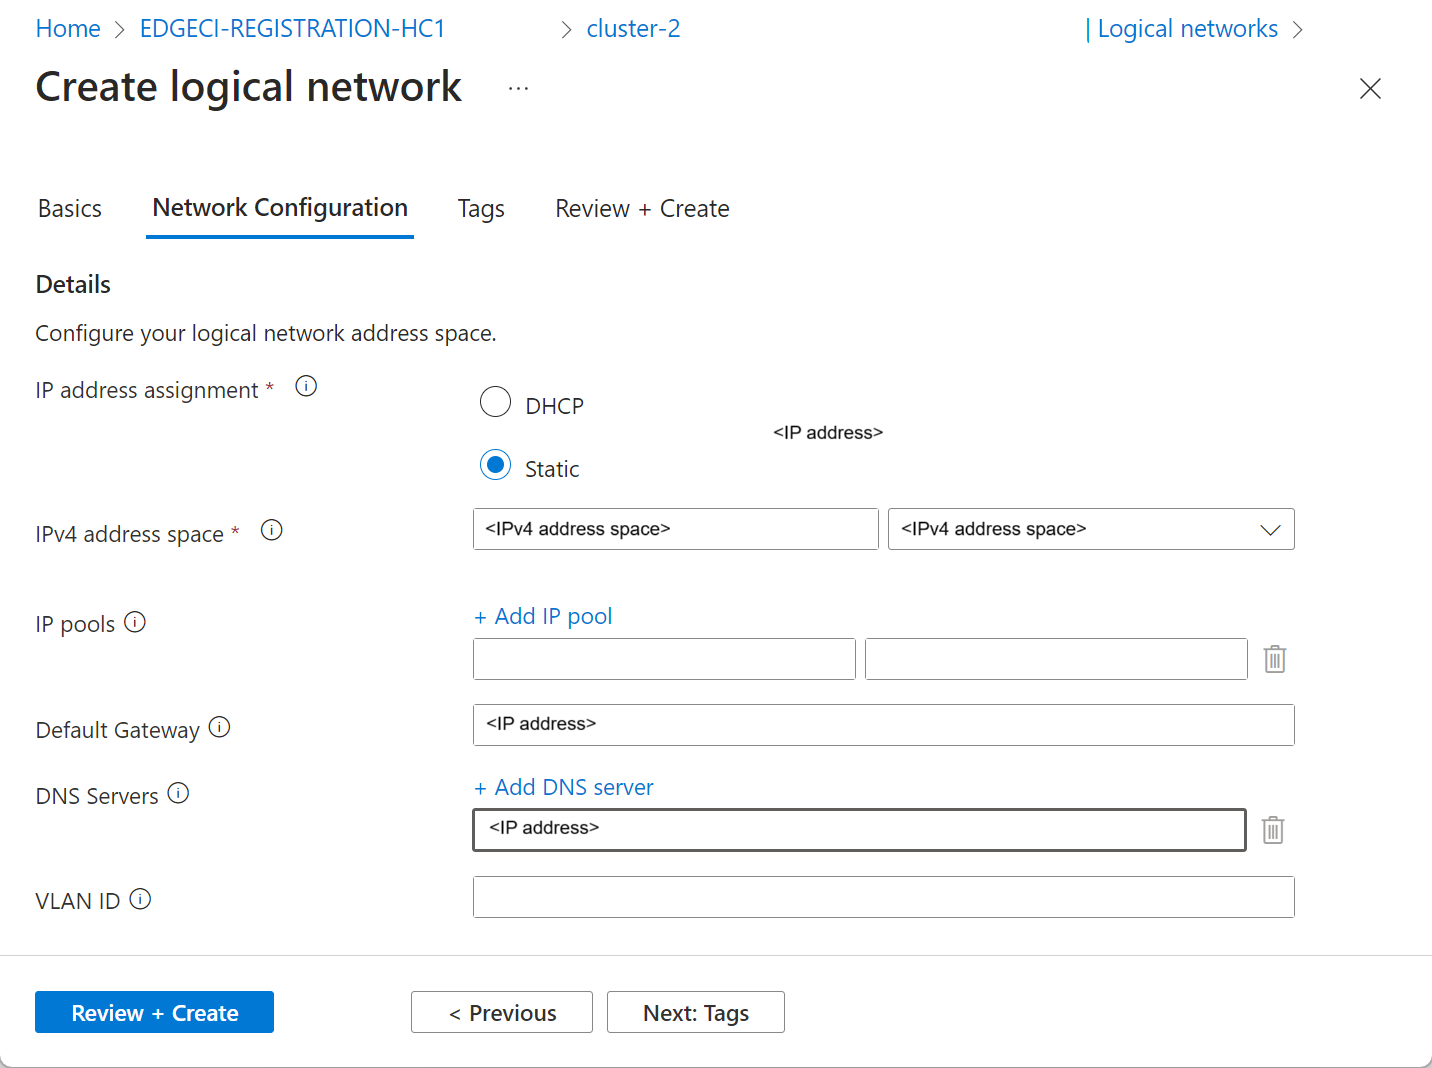 Home > EDGECI-REGISTRATION-HC1 > cluster-2 | Logical networks >
Create logical network ...
Basics Network Configuration Tags Review + Create
Details
Configure your logical network address space.
IP address assignment *
DHCP
<IP address>
Static
IPv4 address space * <IPv4 address space> <IPv4 address space>
IP pools + Add IP pool
Default Gateway <IP address>
DNS Servers + Add DNS server
<IP address>
VLAN ID
Review + Create < Previous Next: Tags